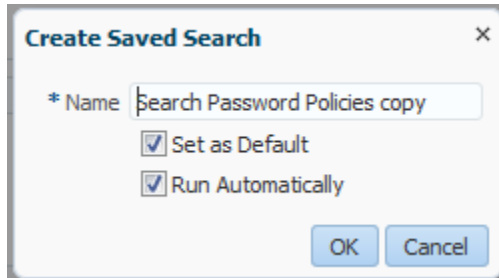 Create Saved Search ×
* Name Search Password Policies copy
Set as Default
Run Automatically
OK Cancel